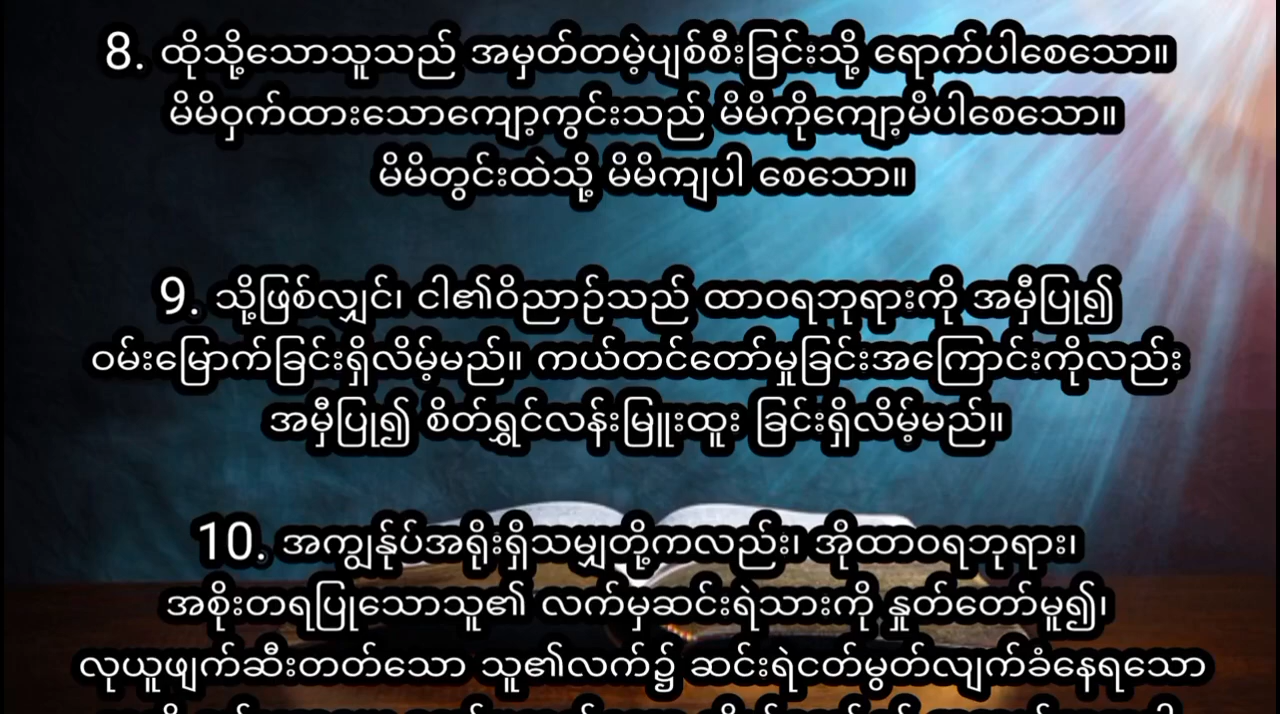 8. ထိုသို့သောသူသည် အမှတ်တမဲ့ပျစ်စီးခြင်းသို့ ရောက်ပါစေသော။
မိမိဝှက်ထားသောကျော့ကွင်းသည် မိမိကိုကျော့မိပါစေသော။
မိမိတွင်းထဲသို့ မိမိကျပါ စေသော။
9. သို့ဖြစ်လျှင်၊ ငါ၏ဝိညာဉ်သည် ထာဝရဘုရားကို အမှီပြု၍
ဝမ်းမြောက်ခြင်းရှိလိမ့်မည်။ ကယ်တင်တော်မူခြင်းအကြောင်းကိုလည်း
အမှီပြု၍ စိတ်ရွှင်လန်းမြူးထူး ခြင်းရှိလိမ့်မည်။
10. အကျွန်ုပ်အရိုးရှိသမျှတို့ကလည်း၊ အိုထာဝရဘုရား၊
အစိုးတရပြုသောသူ၏ လက်မှဆင်းရဲသားကို နှုတ်တော်မူ၍၊
လုယူဖျက်ဆီးတတ်သော သူ၏လက်၌ ဆင်းရဲငတ်မွတ်လျက်ခံနေရသော